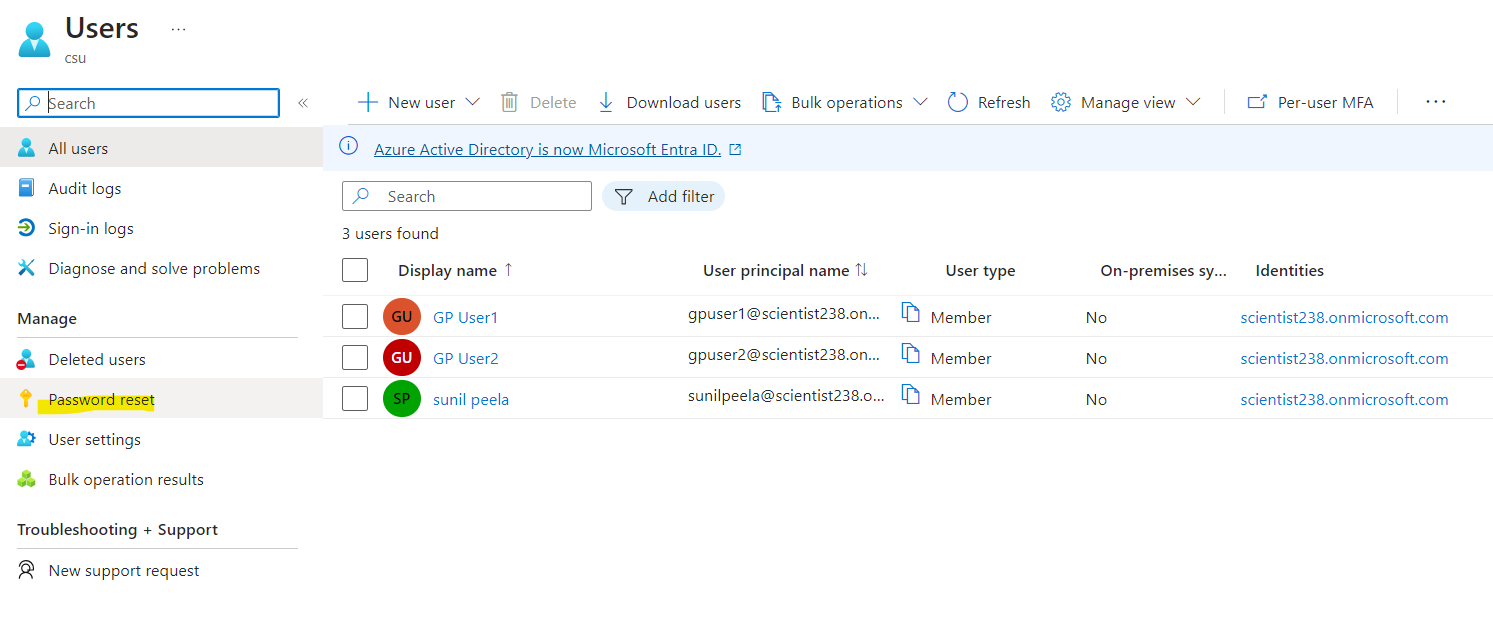 Users ...
csu
Search «
All users
Audit logs
Sign-in logs
Diagnose and solve problems
Manage
Deleted users
Password reset
User settings
Bulk operation results
Troubleshooting + Support
New support request
New user Delete Download users Bulk operations Refresh Manage view Per-user MFA ...
Azure Active Directory is now Microsoft Entra ID.
Search Add filter
3 users found
Display name ↑ User principal name ↑↓ User type On-premises sy... Identities
GU GP User1 gpuser1@scientist238.on... Member No scientist238.onmicrosoft.com
GU GP User2 gpuser2@scientist238.on... Member No scientist238.onmicrosoft.com
SP sunil peela sunilpeela@scientist238.o... Member No scientist238.onmicrosoft.com